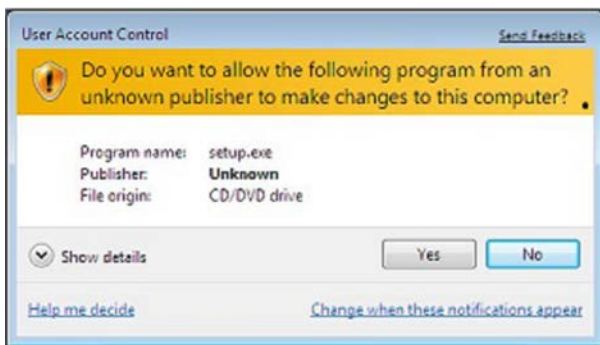 User Account Control
Send Feedback
Do you want to allow the following program from an
unknown publisher to make changes to this computer?
Program name: setup.exe
Publisher: Unknown
File origin: CD/DVD drive
Show details
Yes
No
Help me decide
Change when these notifications appear